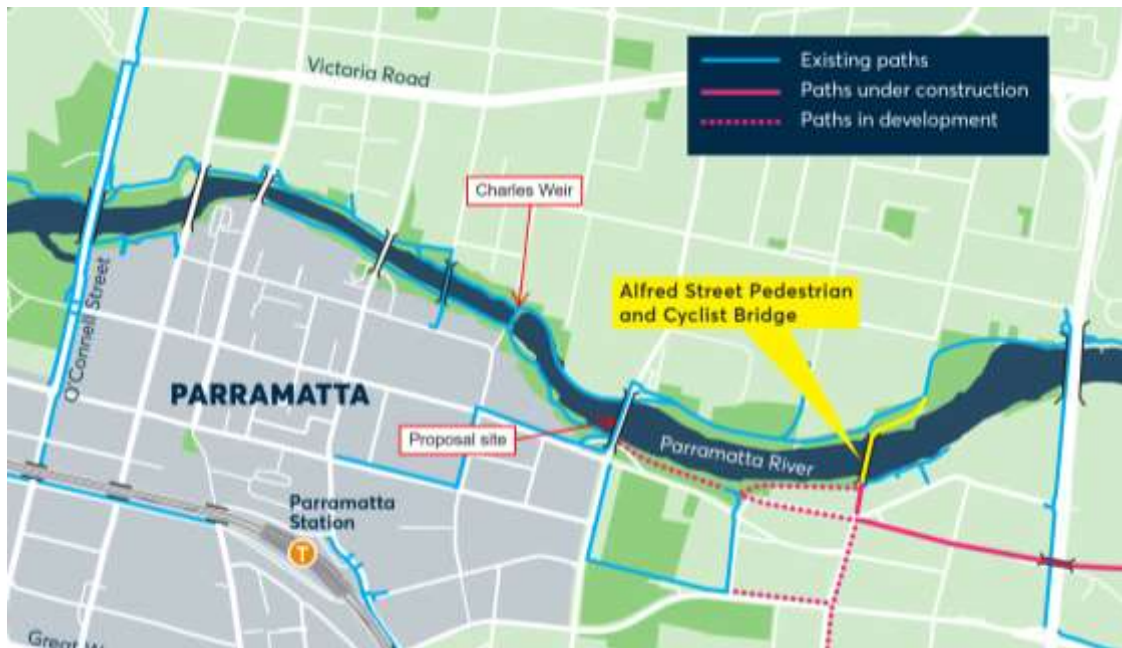 Victoria Road
Existing paths
Paths under construction
Paths in development
Charles Weir
Alfred Street Pedestrian
and Cyclist Bridge
O'Connell Street
PARRAMATTA
Proposal site
Parramatta River
Parramatta
Station
T
Great W